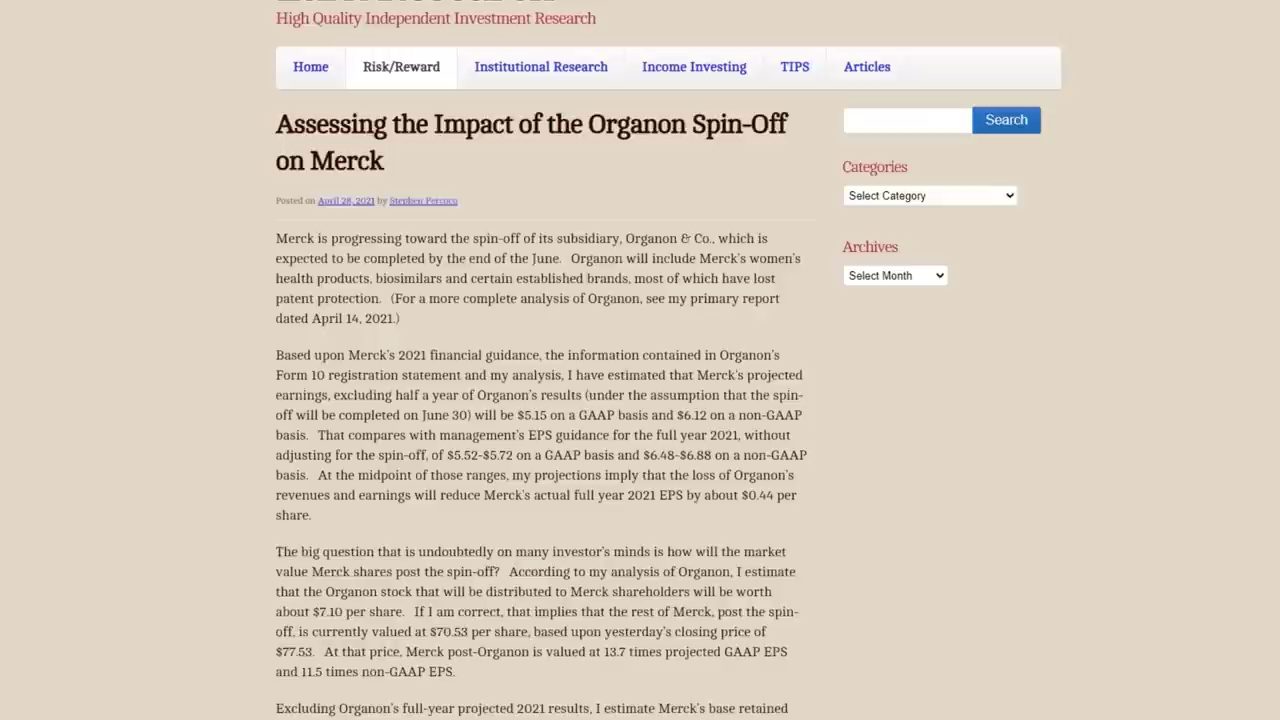 High Quality Independent Investment Research
Home
Risk/Reward
Institutional Research
Income Investing
TIPS
Articles
Assessing the Impact of the Organon Spin-Off
on Merck
Posted on April 28, 2021 by Stephen Percoco
Merck is progressing toward the spin-off of its subsidiary, Organon & Co., which is
expected to be completed by the end of the June. Organon will include Merck's women's
health products, biosimilars and certain established brands, most of which have lost
patent protection. (For a more complete analysis of Organon, see my primary report
dated April 14, 2021.)
Based upon Merck's 2021 financial guidance, the information contained in Organon's
Form 10 registration statement and my analysis, I have estimated that Merck's projected
earnings, excluding half a year of Organon's results (under the assumption that the spin-
off will be completed on June 30) will be $5.15 on a GAAP basis and $6.12 on a non-GAAP
basis. That compares with management's EPS guidance for the full year 2021, without
adjusting for the spin-off, of $5.52-$5.72 on a GAAP basis and $6.48-$6.88 on a non-GAAP
basis. At the midpoint of those ranges, my projections imply that the loss of Organon's
revenues and earnings will reduce Merck's actual full year 2021 EPS by about $0.44 per
share.
The big question that is undoubtedly on many investor's minds is how will the market
value Merck shares post the spin-off? According to my analysis of Organon, I estimate
that the Organon stock that will be distributed to Merck shareholders will be worth
about $7.10 per share. If I am correct, that implies that the rest of Merck, post the spin-
off, is currently valued at $70.53 per share, based upon yesterday's closing price of
$77.53. At that price, Merck post-Organon is valued at 13.7 times projected GAAP EPS
and 11.5 times non-GAAP EPS.
Excluding Organon's full-year projected 2021 results, I estimate Merck's base retained
Search
Categories
Select Category
Archives
Select Month